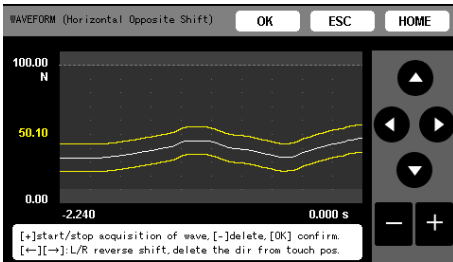 WAVEFORM (Horizontal Opposite Shift) OK ESC HOME
100.00
N
50.10
0.00
-2.240 0.000 s
− +
[+]start/stop acquisition of wave, [-]delete, [OK] confirm.
[←][→]: L/R reverse shift, delete the dir from touch pos.